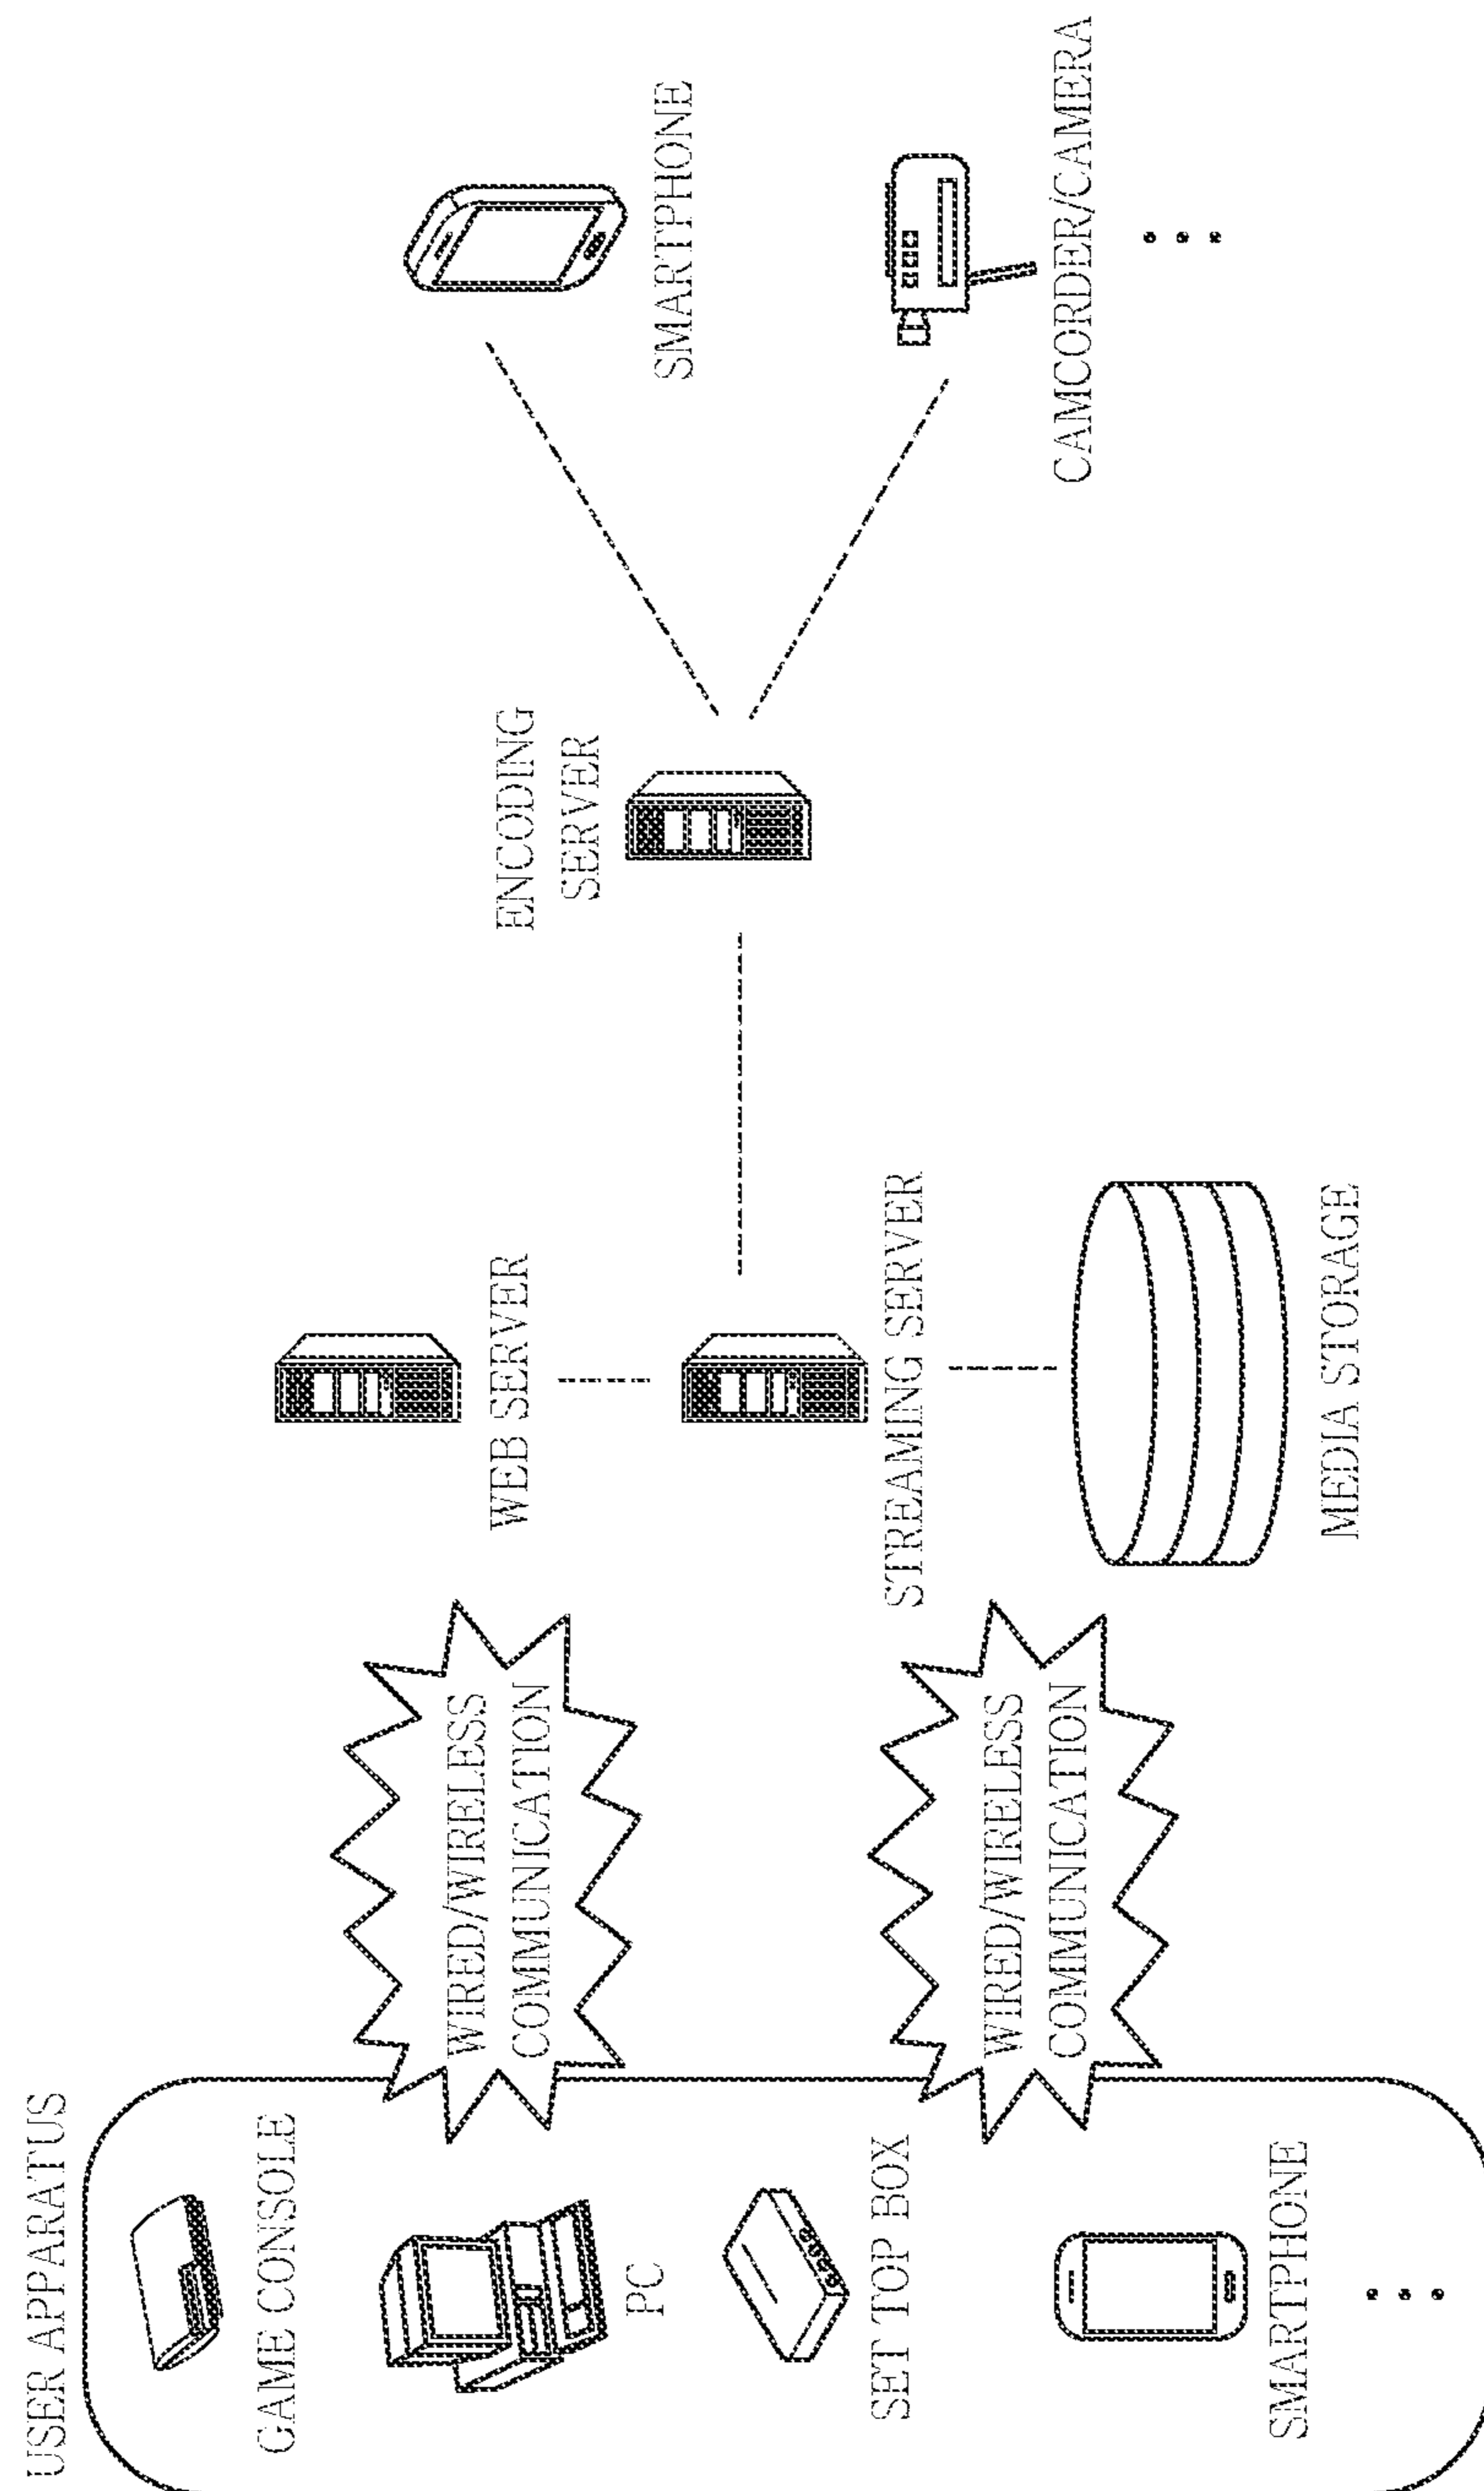 USER APPARATUS
GAME CONSOLE
PC
SET TOP BOX
SMARTPHONE
WIRED/WIRELESS
COMMUNICATION
WIRED/WIRELESS
COMMUNICATION
WEB SERVER
STREAMING SERVER
MEDIA STORAGE
ENCODING
SERVER
SMARTPHONE
CAMCORDER/CAMERA